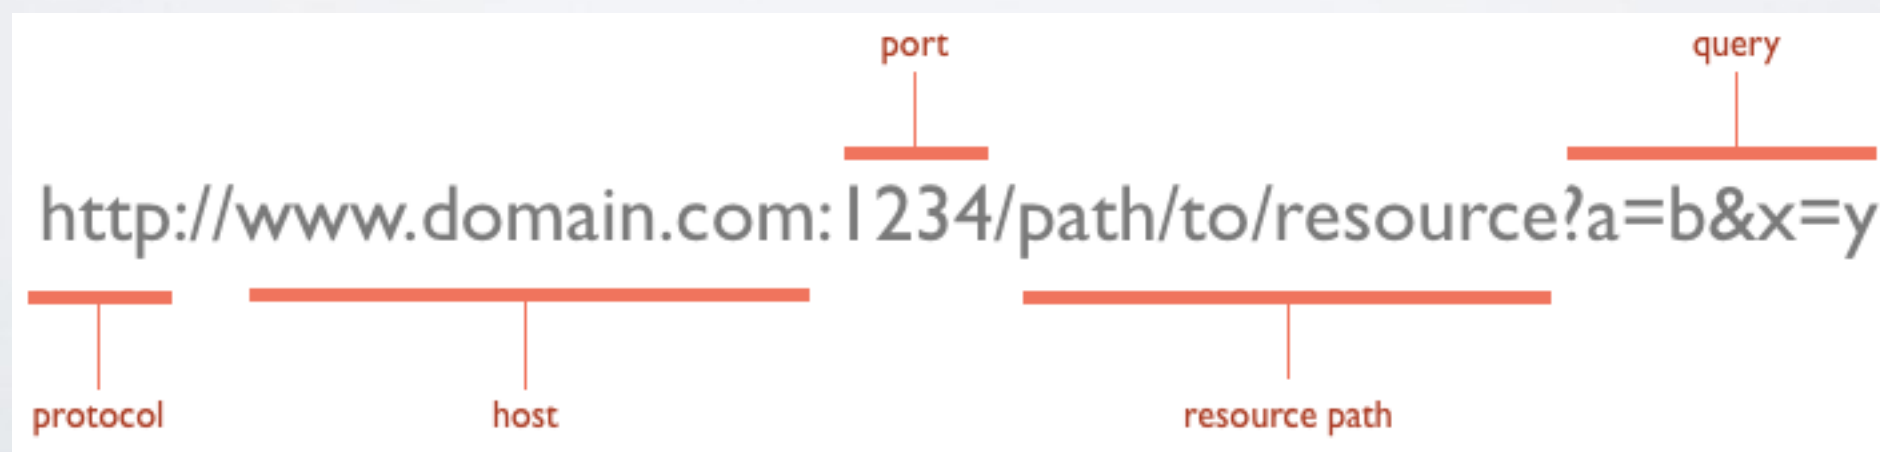 port query
http://www.domain.com:1234/path/to/resource?a=b&x=y
protocol host resource path